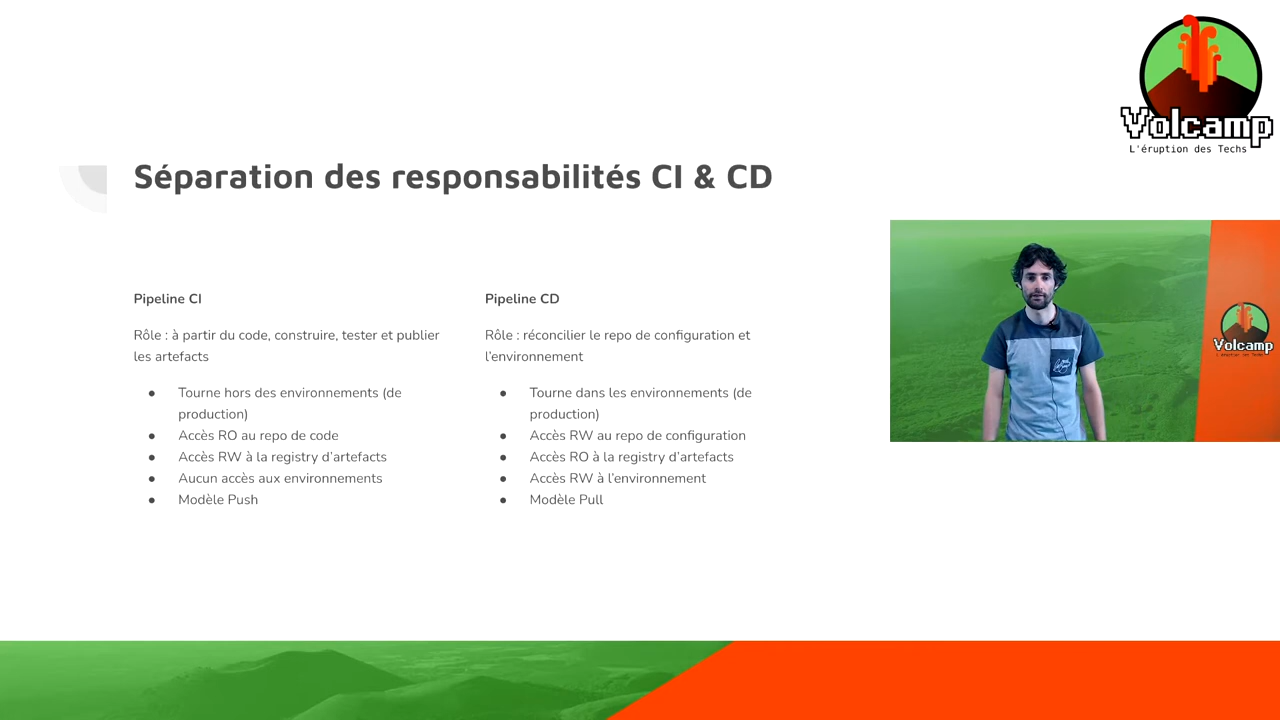 Volcamp
L'éruption des Techs
Séparation des responsabilités CI & CD
Pipeline CI
Rôle : à partir du code, construire, tester et publier
les artefacts
● Tourne hors des environnements (de
production)
● Accès RO au repo de code
● Accès RW à la registry d’artefacts
● Aucun accès aux environnements
● Modèle Push
Pipeline CD
Rôle : réconcilier le repo de configuration et
l’environnement
● Tourne dans les environnements (de
production)
● Accès RW au repo de configuration
● Accès RO à la registry d’artefacts
● Accès RW à l’environnement
● Modèle Pull
Volcamp
L'éruption des Techs